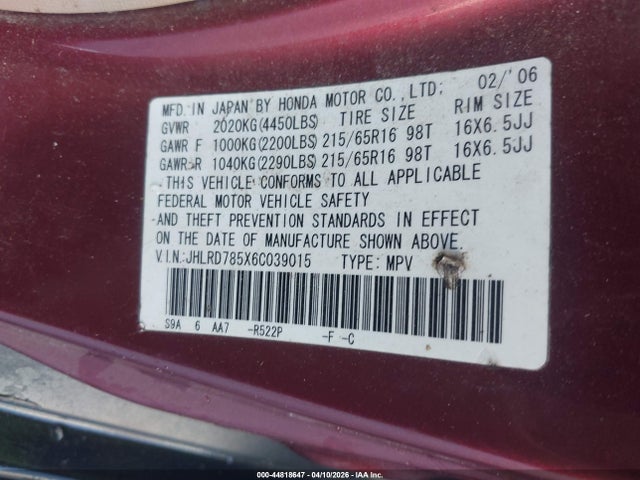 MFD. IN JAPAN BY HONDA MOTOR CO., LTD. 02/'06
GVWR 2020KG(4450LBS) TIRE SIZE RIM SIZE
GAWR F 1000KG(2200LBS) 215/65R16 98T 16X6.5JJ
GAWR R 1040KG(2290LBS) 215/65R16 98T 16X6.5JJ
THIS VEHICLE CONFORMS TO ALL APPLICABLE
FEDERAL MOTOR VEHICLE SAFETY
AND THEFT PREVENTION STANDARDS IN EFFECT
ON THE DATE OF MANUFACTURE SHOWN ABOVE.
V.I.N:JHLRD785X6C039015 TYPE: MPV
S9A 6 AA7 -R522P -F -C
000-44818647 - 04/10/2026 - IAA Inc.